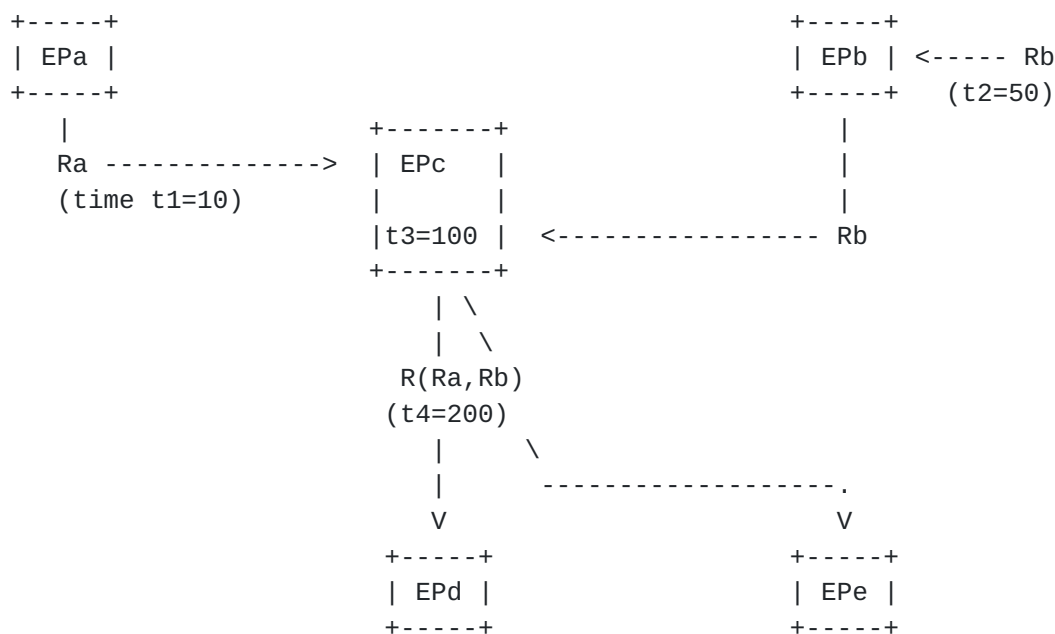 EPa EPb <----- Rb
(t2=50)
Ra --------------> EPc
(time t1=10)
t3=100 <----------------- Rb
R(Ra,Rb)
(t4=200)
V V
EPd EPe